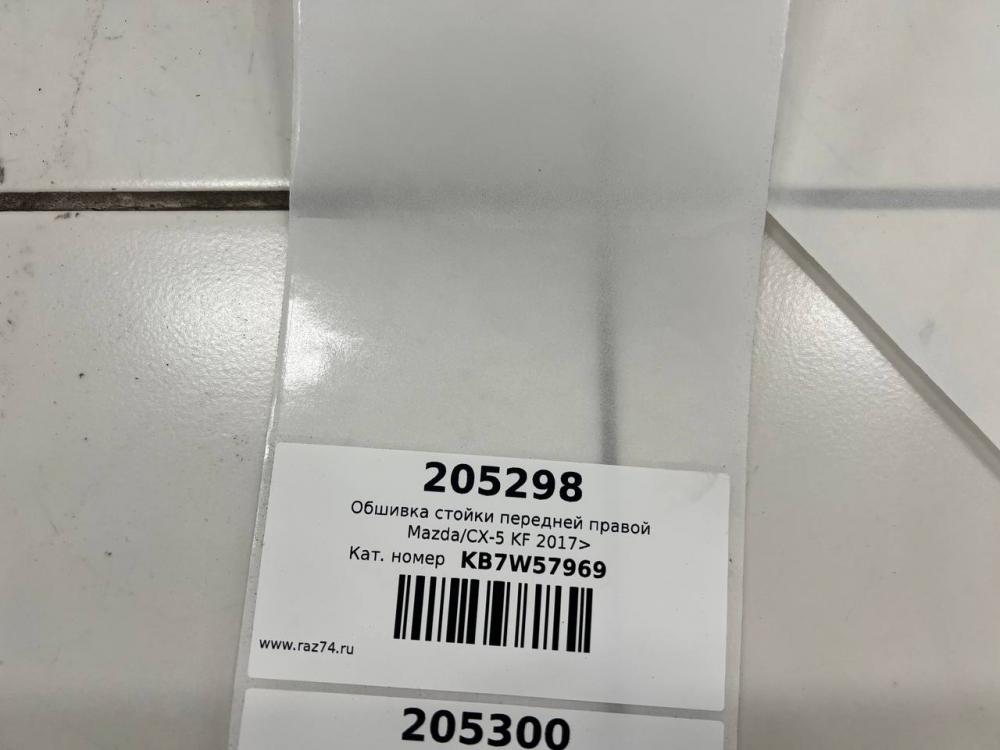 205298
Обшивка стойки передней правой
Mazda/CX-5 KF 2017>
Кат. номер KB7W57969
www.raz74.ru
205300